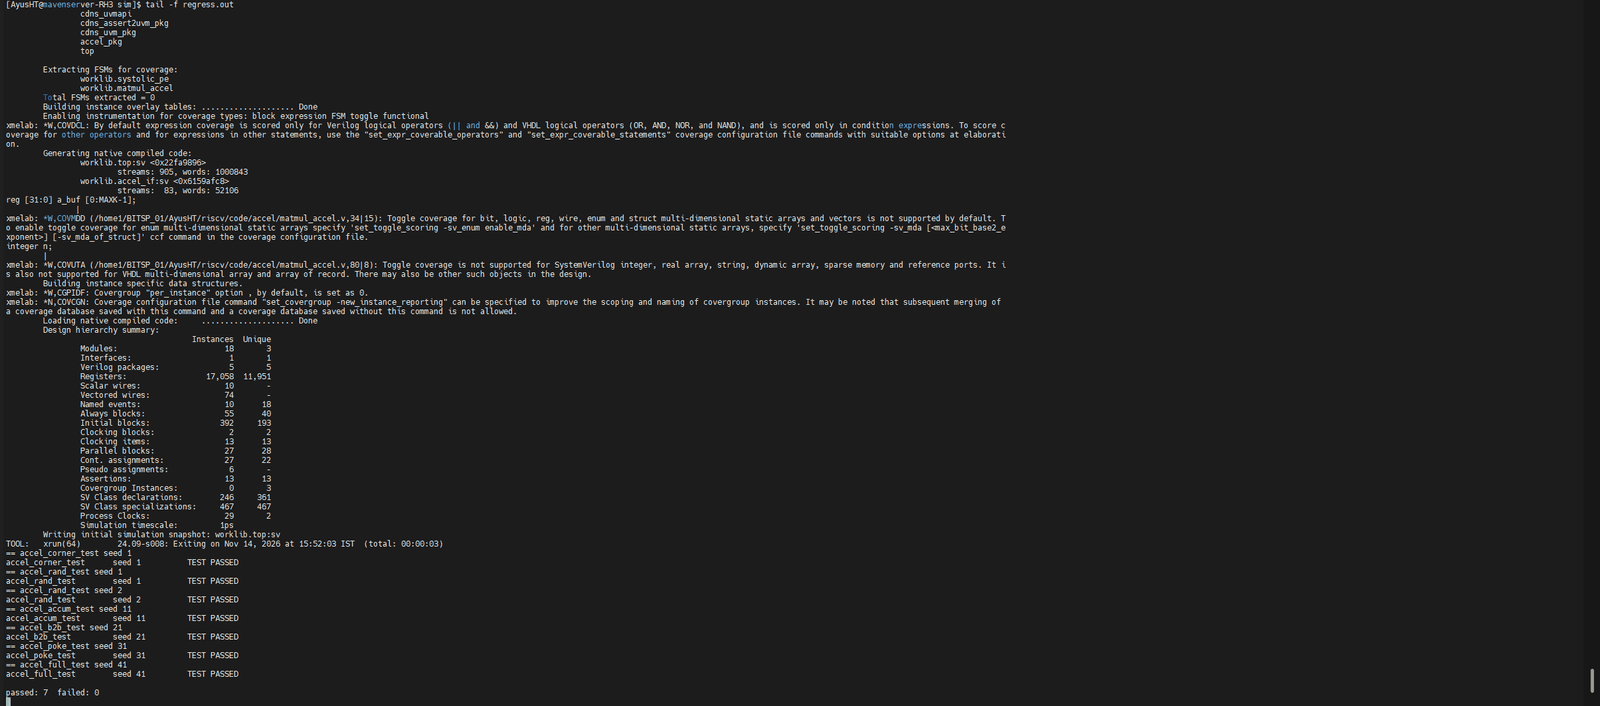 [AyusHT@mavenserver-RH3 sim]$ tail -f regress.out
cdns_uvmapi
cdns_assert2uvm_pkg
cdns_uvm_pkg
accel_pkg
top
Extracting FSMs for coverage:
worklib.systolic_pe
worklib.matmul_accel
Total FSMs extracted = 0
Building instance overlay tables: .................... Done
Enabling instrumentation for coverage types: block expression FSM toggle functional
xmelab: *W,COVDCL: By default expression coverage is scored only for Verilog logical operators (|| and &&) and VHDL logical operators (OR, AND, NOR, and NAND), and is scored only in condition expressions. To score c
overage for other operators and for expressions in other statements, use the "set_expr_coverable_operators" and "set_expr_coverable_statements" coverage configuration file commands with suitable options at elaborati
on.
Generating native compiled code:
worklib.top:sv <0x22fa9896>
streams: 905, words: 1000843
worklib.accel_if:sv <0x6159afc8>
streams:  83, words: 52106
reg [31:0] a_buf [0:MAXK-1];
|
xmelab: *W,COVMDD (/home1/BITSP_01/AyusHT/riscv/code/accel/matmul_accel.v,34|15): Toggle coverage for bit, logic, reg, wire, enum and struct multi-dimensional static arrays and vectors is not supported by default. T
o enable toggle coverage for enum multi-dimensional static arrays specify 'set_toggle_scoring -sv_enum enable_mda' and for other multi-dimensional static arrays, specify 'set_toggle_scoring -sv_mda [<max_bit_base2_e
xponent>] [-sv_mda_of_struct]' ccf command in the coverage configuration file.
integer n;
|
xmelab: *W,COVUTA (/home1/BITSP_01/AyusHT/riscv/code/accel/matmul_accel.v,80|8): Toggle coverage is not supported for SystemVerilog integer, real array, string, dynamic array, sparse memory and reference ports. It i
s also not supported for VHDL multi-dimensional array and array of record. There may also be other such objects in the design.
Building instance specific data structures.
xmelab: *W,CGPIDF: Covergroup "per_instance" option , by default, is set as 0.
xmelab: *N,COVCGN: Coverage configuration file command "set_covergroup -new_instance_reporting" can be specified to improve the scoping and naming of covergroup instances. It may be noted that subsequent merging of
a coverage database saved with this command and a coverage database saved without this command is not allowed.
Loading native compiled code:     .................... Done
Design hierarchy summary:
Instances  Unique
Modules:                      18       3
Interfaces:                    1       1
Verilog packages:              5       5
Registers:                17,058  11,951
Scalar wires:                 10       -
Vectored wires:               74       -
Named events:                 10      18
Always blocks:                55      40
Initial blocks:              392     193
Clocking blocks:               2       2
Clocking items:               13      13
Parallel blocks:              27      28
Cont. assignments:            27      22
Pseudo assignments:            6       -
Assertions:                   13      13
Covergroup Instances:          0       3
SV Class declarations:       246     361
SV Class specializations:    467     467
Process Clocks:               29       2
Simulation timescale:        1ps
Writing initial simulation snapshot: worklib.top:sv
TOOL:   xrun(64)        24.09-s008: Exiting on Nov 14, 2026 at 15:52:03 IST  (total: 00:00:03)
== accel_corner_test seed 1
accel_corner_test      seed 1          TEST PASSED
== accel_rand_test seed 1
accel_rand_test        seed 1          TEST PASSED
== accel_rand_test seed 2
accel_rand_test        seed 2          TEST PASSED
== accel_accum_test seed 11
accel_accum_test       seed 11         TEST PASSED
== accel_b2b_test seed 21
accel_b2b_test         seed 21         TEST PASSED
== accel_poke_test seed 31
accel_poke_test        seed 31         TEST PASSED
== accel_full_test seed 41
accel_full_test        seed 41         TEST PASSED
passed: 7  failed: 0